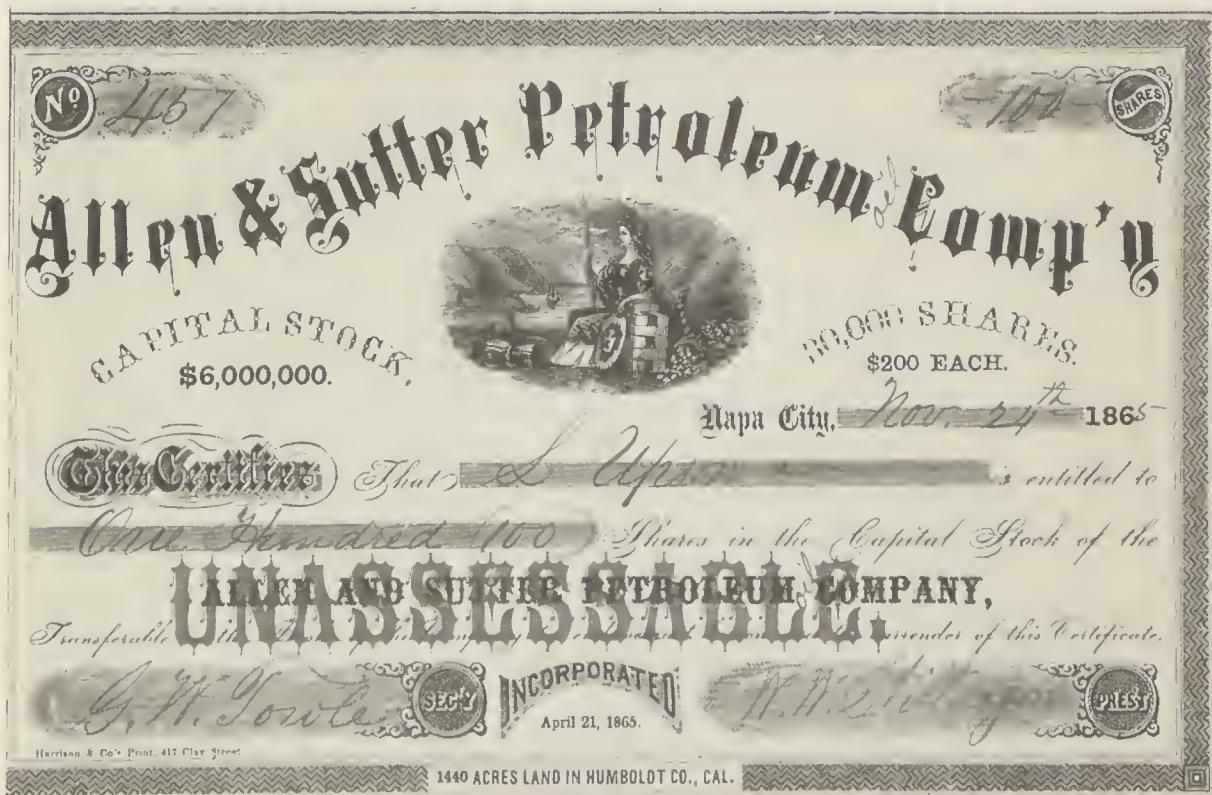 No 457
100 SHARES
Allen & Sutter Petroleum Comp'y
CAPITAL STOCK.
$6,000,000.
30,000 SHARES.
$200 EACH.
Napa City, Nov. 24th 1865
This Certifies That S Upson is entitled to
One Hundred 100 Shares in the Capital Stock of the
ALLEN AND SUTTER PETROLEUM COMPANY,
UNASSESSABLE.
Transferable surrender of this Certificate.
G. W. Towle SEC'Y
INCORPORATED
April 21, 1865.
W. W. PREST
Harrison & Co's Print, 417 Clay Street
1440 ACRES LAND IN HUMBOLDT CO., CAL.